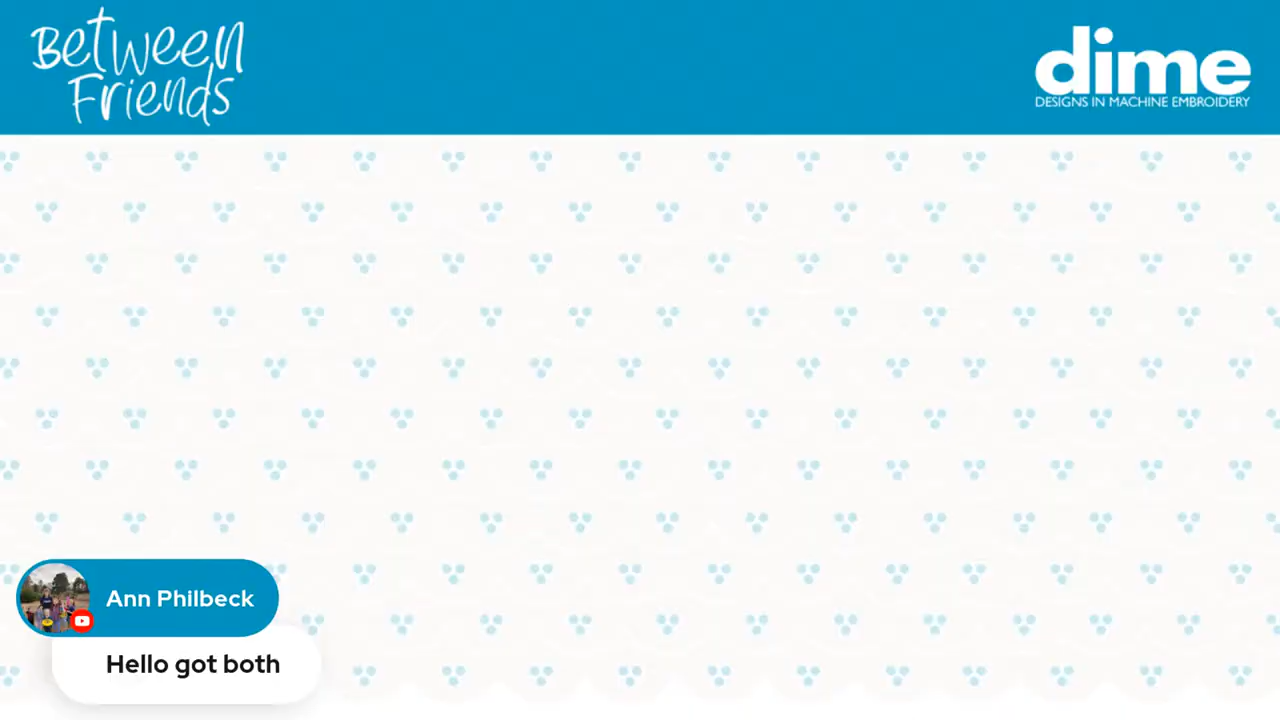 Between
Friends
dime
DESIGNS IN MACHINE EMBROIDERY
Ann Philbeck
Hello got both